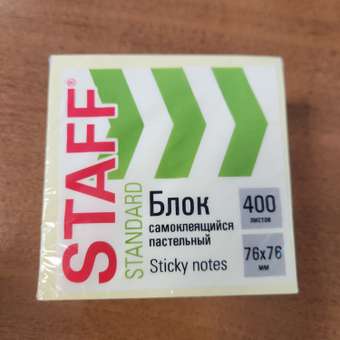 STAFF®
STANDARD
Блок
самоклеящийся
пастельный
Sticky notes
400
листов
76x76
мм